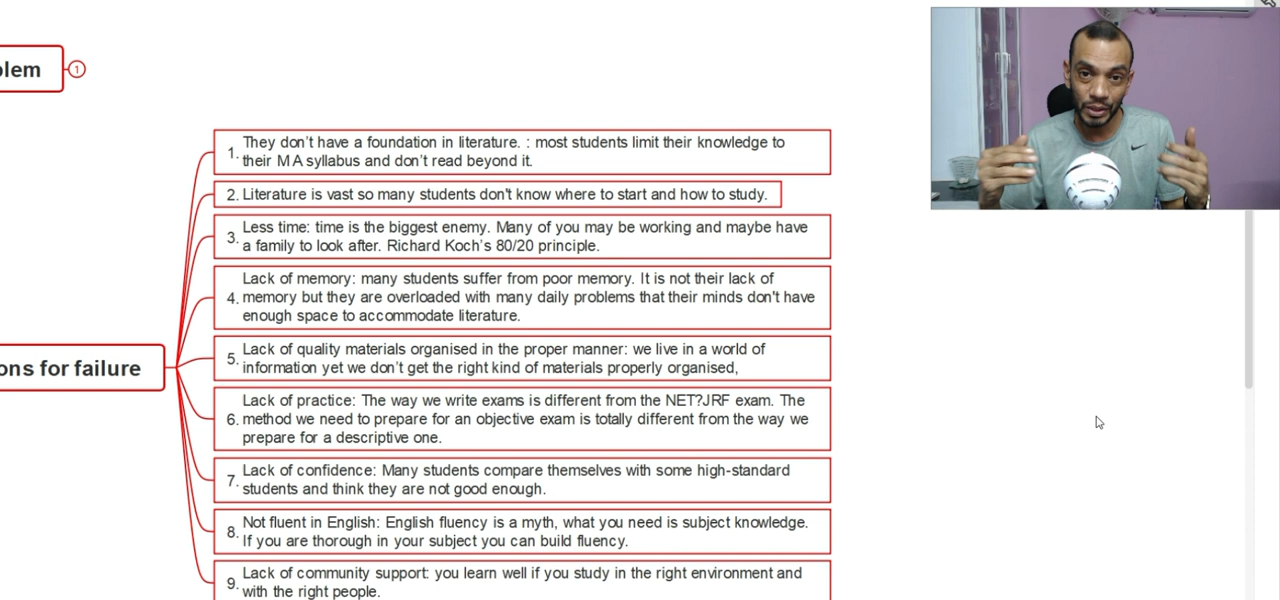 olem
1
1. They don't have a foundation in literature. : most students limit their knowledge to
their M A syllabus and don't read beyond it.
2. Literature is vast so many students don't know where to start and how to study.
3. Less time: time is the biggest enemy. Many of you may be working and maybe have
a family to look after. Richard Koch's 80/20 principle.
4. Lack of memory: many students suffer from poor memory. It is not their lack of
memory but they are overloaded with many daily problems that their minds don't have
enough space to accommodate literature.
ons for failure
5. Lack of quality materials organised in the proper manner: we live in a world of
information yet we don't get the right kind of materials properly organised,
6. Lack of practice: The way we write exams is different from the NET?JRF exam. The
method we need to prepare for an objective exam is totally different from the way we
prepare for a descriptive one.
7. Lack of confidence: Many students compare themselves with some high-standard
students and think they are not good enough.
8. Not fluent in English: English fluency is a myth, what you need is subject knowledge.
If you are thorough in your subject you can build fluency.
9. Lack of community support: you learn well if you study in the right environment and
with the right people.